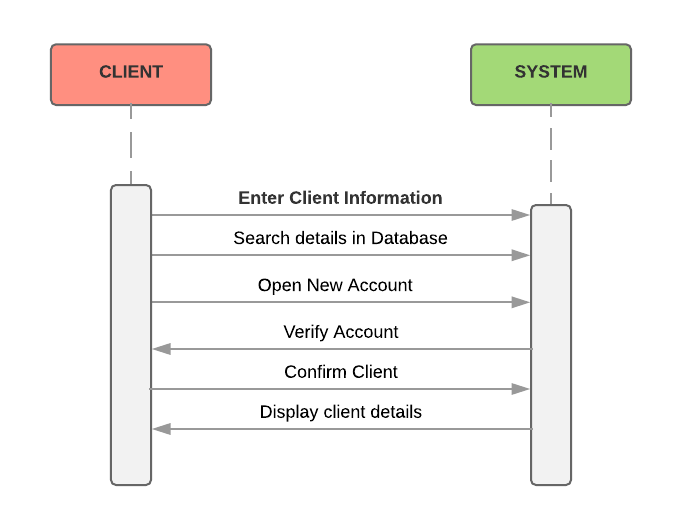 CLIENT
SYSTEM
Enter Client Information
Search details in Database
Open New Account
Verify Account
Confirm Client
Display client details